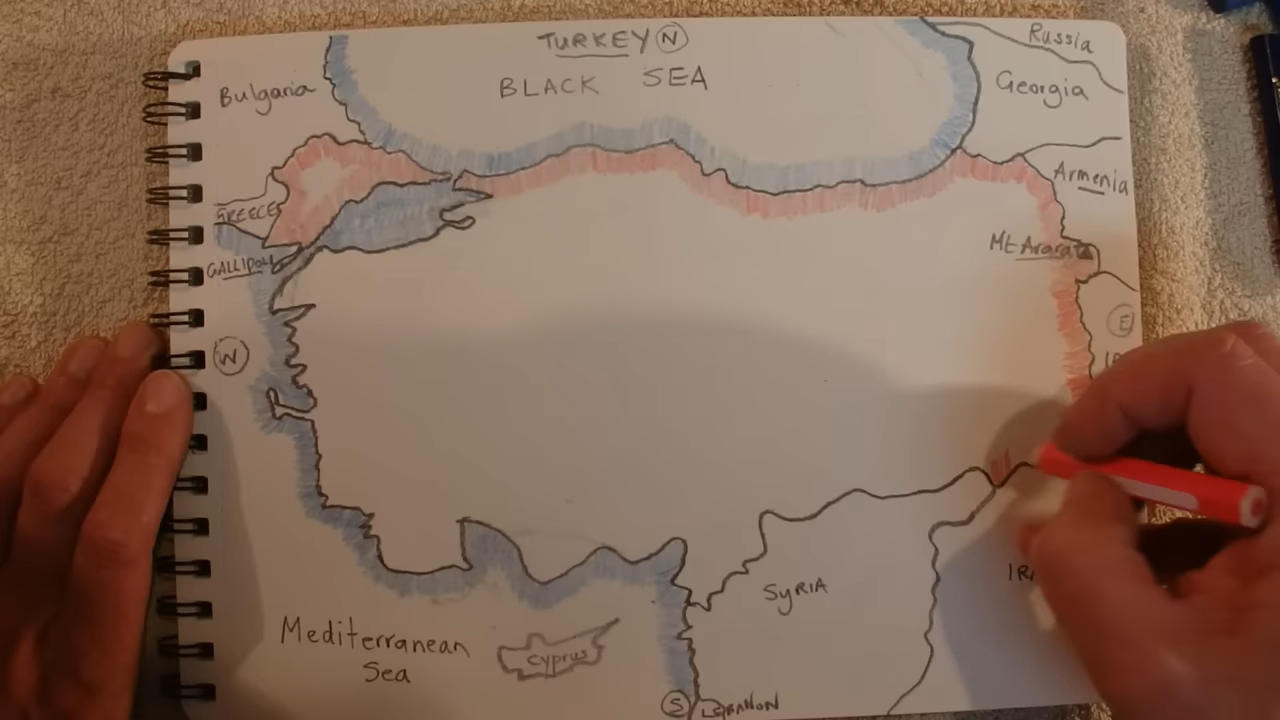 TURKEY N
BLACK SEA
Bulgaria
Russia
Georgia
Armenia
GREECE
GALLIPOLI
Mt Ararat
W
E
SYRIA
Mediterranean
Sea
Cyprus
S
LEBANON